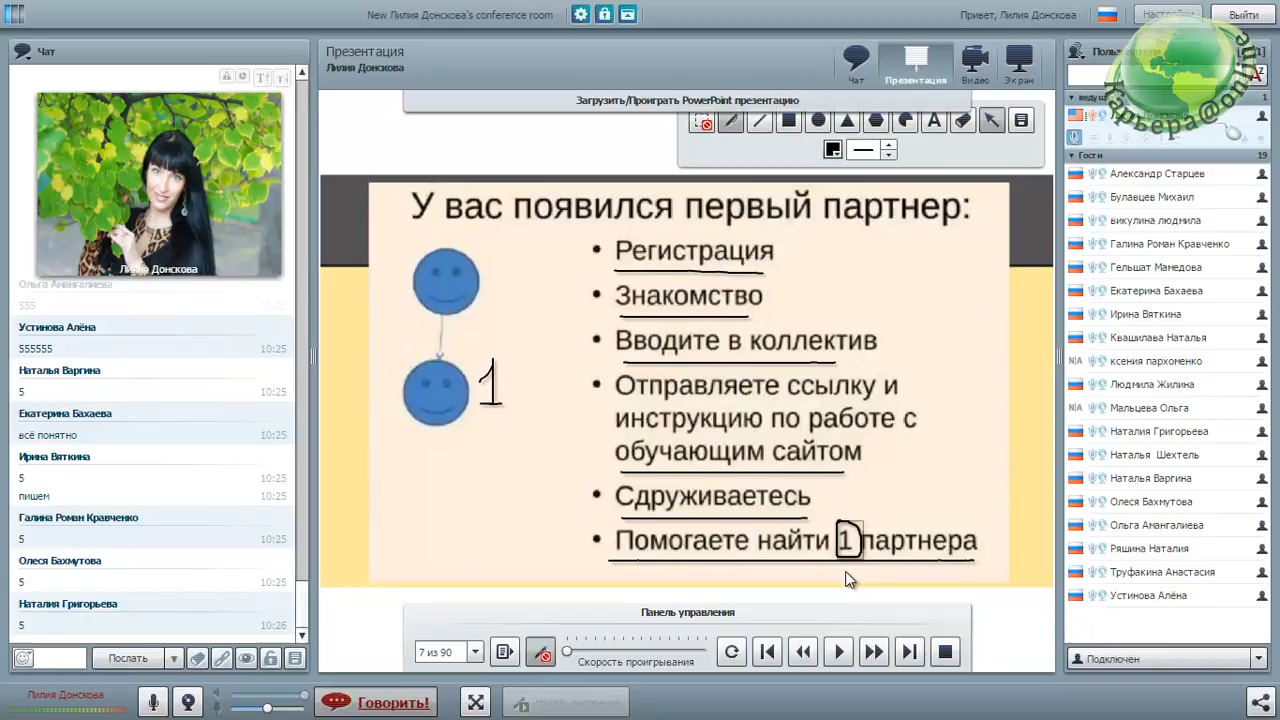 New Лилия Донскова's conference room
Привет, Лилия Донскова
Настройки
Выйти
Чат
Лилия Донскова
Ольга Амангалиева
555
Устинова Алёна
555555 10:25
Наталья Варгина
5 10:25
Екатерина Бахаева
всё понятно 10:25
Ирина Вяткина
5 10:25
пишем 10:25
Галина Роман Кравченко
5 10:25
Олеся Бахмутова
5 10:25
Наталия Григорьева
5 10:26
Послать
Презентация
Лилия Донскова
Чат
Презентация
Видео
Экран
Загрузить/Проиграть PowerPoint презентацию
У вас появился первый партнер:
• Регистрация
• Знакомство
• Вводите в коллектив
• Отправляете ссылку и
инструкцию по работе с
обучающим сайтом
• Сдруживаетесь
• Помогаете найти 1 партнера
1
Панель управления
7 из 90
Скорость проигрывания
карьера@online
Гости 19
Александр Старцев
Булавцев Михаил
викулина людмила
Галина Роман Кравченко
Гельшат Мамедова
Екатерина Бахаева
Ирина Вяткина
Квашилава Наталья
N/A ксения пархоменко
Людмила Жилина
N/A Мальцева Ольга
Наталия Григорьева
Наталья Шехтель
Наталья Варгина
Олеся Бахмутова
Ольга Амангалиева
Ряшина Наталия
Труфакина Анастасия
Устинова Алёна
Подключен
Лилия Донскова
Говорить!